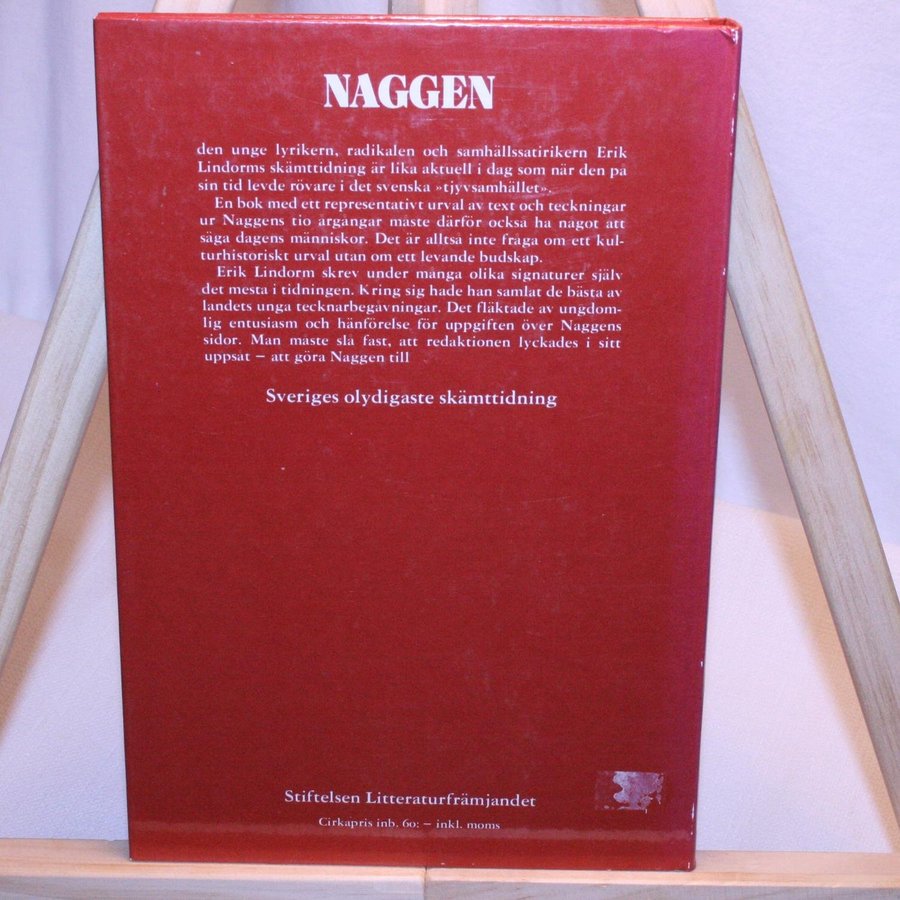 NAGGEN
den unge lyrikern, radikalen och samhällssatirikern Erik
Lindorms skämttidning är lika aktuell i dag som när den på
sin tid levde rövare i det svenska »tjyvsamhället».
En bok med ett representativt urval av text och teckningar
ur Naggens tio årgångar måste därför också ha något att
säga dagens människor. Det är alltså inte fråga om ett kul-
turhistoriskt urval utan om ett levande budskap.
Erik Lindorm skrev under många olika signaturer själv
det mesta i tidningen. Kring sig hade han samlat de bästa av
landets unga tecknarbegåvningar. Det fläktade av ungdom-
lig entusiasm och hänförelse för uppgiften över Naggens
sidor. Man måste slå fast, att redaktionen lyckades i sitt
uppsåt – att göra Naggen till
Sveriges olydigaste skämttidning
Stiftelsen Litteraturfrämjandet
Cirkapris inb. 60: – inkl. moms